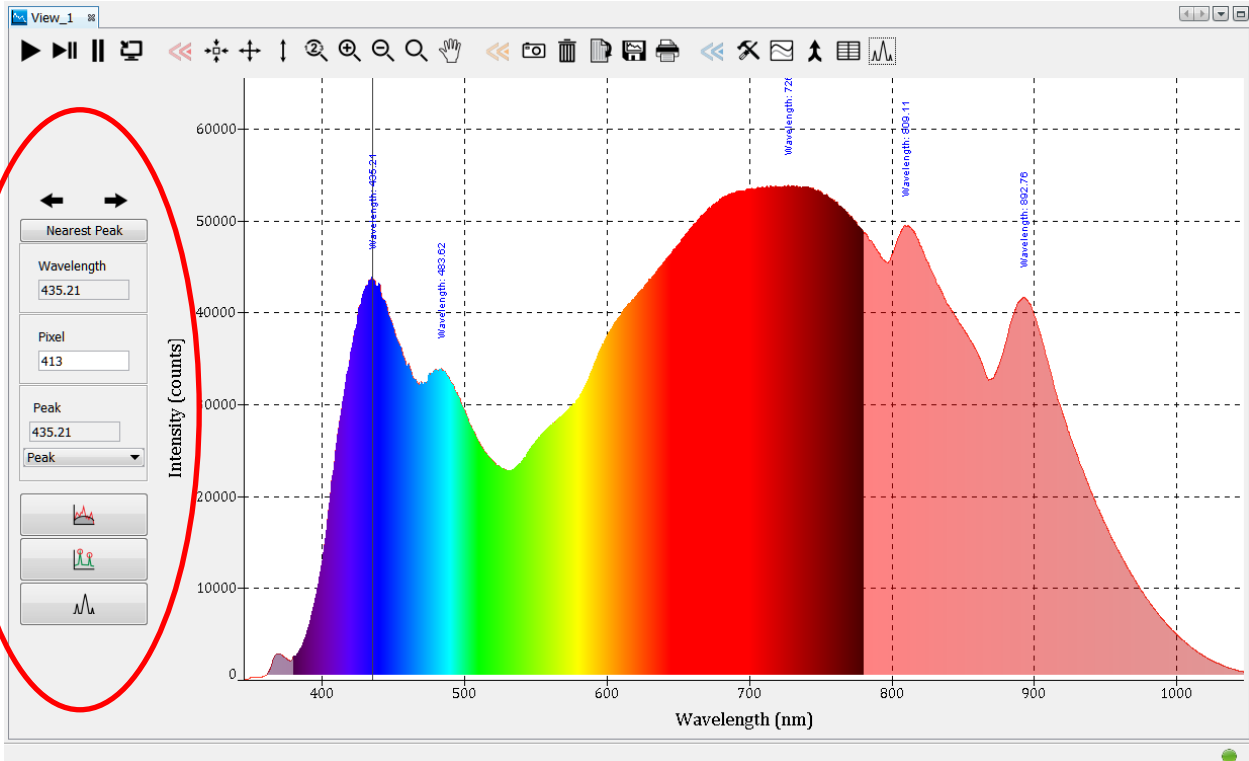 View_1
Nearest Peak
Wavelength
435.21
Pixel
413
Peak
435.21
Peak
Intensity (counts)
60000
50000
40000
30000
20000
10000
0
Wavelength: 435.21
Wavelength: 483.62
Wavelength: 726
Wavelength: 809.11
Wavelength: 892.76
400 500 600 700 800 900 1000
Wavelength (nm)